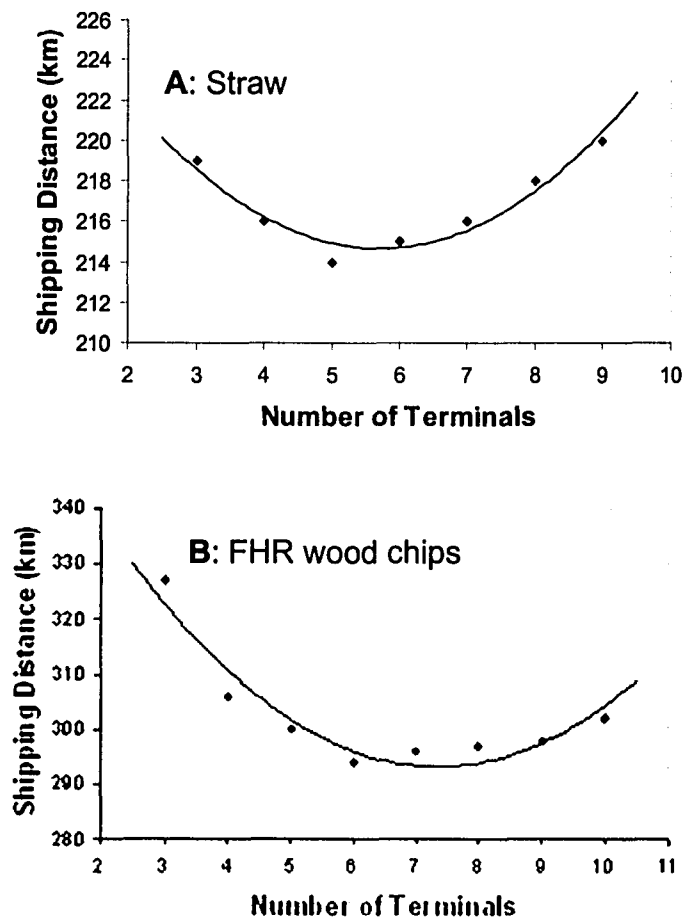 226
224
222
220
218
216
214
212
210
Shipping Distance (km)
A: Straw
2 3 4 5 6 7 8 9 10
Number of Terminals
340
330
320
310
300
290
280
Shipping Distance (km)
B: FHR wood chips
2 3 4 5 6 7 8 9 10 11
Number of Terminals